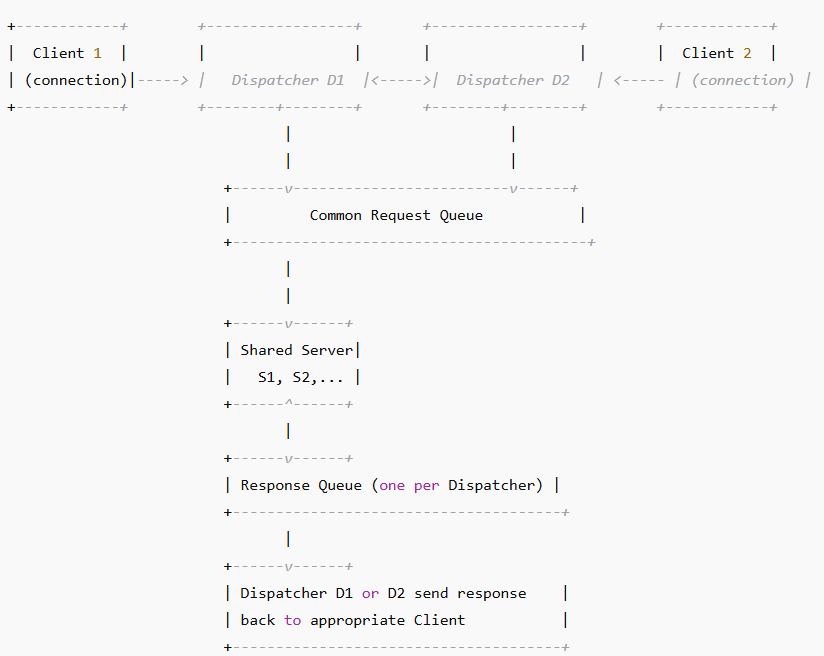 +------------+        +------------------+       +------------------+        +------------+
|  Client 1  |        |                  |       |                  |        |  Client 2  |
| (connection)|-----> |   Dispatcher D1  |<----->|  Dispatcher D2   | <----- | (connection) |
+------------+        +--------+--------+       +--------+--------+        +------------+
                                |                         |
                                |                         |
                         +------v-------------------------v------+
                         |         Common Request Queue           |
                         +-----------------------------------------+
                                |
                                |
                         +------v------+
                         | Shared Server|
                         |   S1, S2,... |
                         +------^------+
                                |
                         +------v------+
                         | Response Queue (one per Dispatcher) |
                         +--------------------------------------+
                                |
                         +------v------+
                         | Dispatcher D1 or D2 send response    |
                         | back to appropriate Client           |
                         +--------------------------------------+